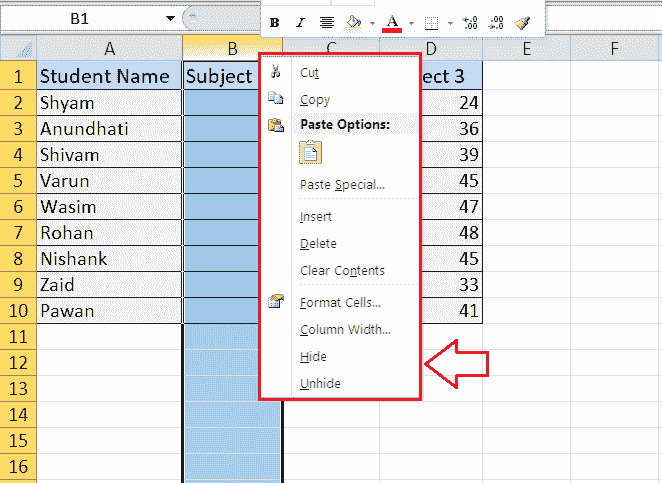 B1
B I A
A B C D E F
1 Student Name Subject ect 3
2 Shyam 24
3 Anundhati 36
4 Shivam 39
5 Varun 45
6 Wasim 47
7 Rohan 48
8 Nishank 45
9 Zaid 33
10 Pawan 41
11
12
13
14
15
16
Cut
Copy
Paste Options:
Paste Special...
Insert
Delete
Clear Contents
Format Cells...
Column Width...
Hide
Unhide